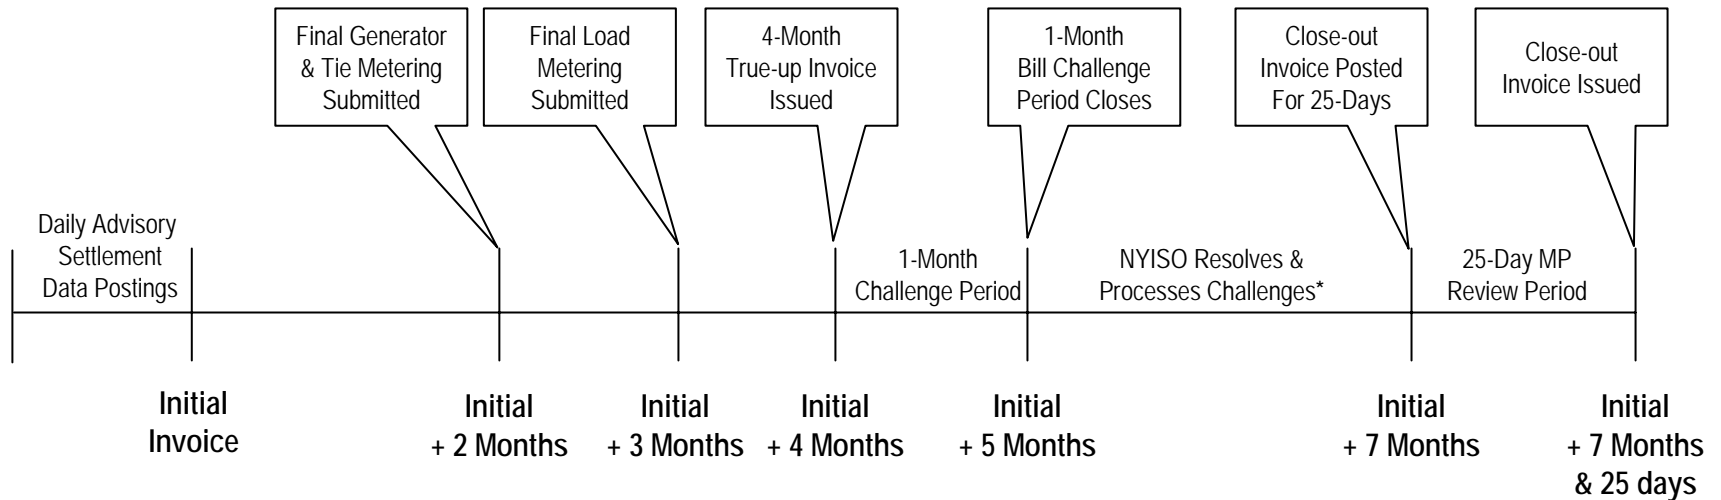 Final Generator
& Tie Metering
Submitted
Final Load
Metering
Submitted
4-Month
True-up Invoice
Issued
1-Month
Bill Challenge
Period Closes
Close-out
Invoice Posted
For 25-Days
Close-out
Invoice Issued
Daily Advisory
Settlement
Data Postings
1-Month
Challenge Period
NYISO Resolves &
Processes Challenges*
25-Day MP
Review Period
Initial
Invoice
Initial
+ 2 Months
Initial
+ 3 Months
Initial
+ 4 Months
Initial
+ 5 Months
Initial
+ 7 Months
Initial
+ 7 Months
& 25 days